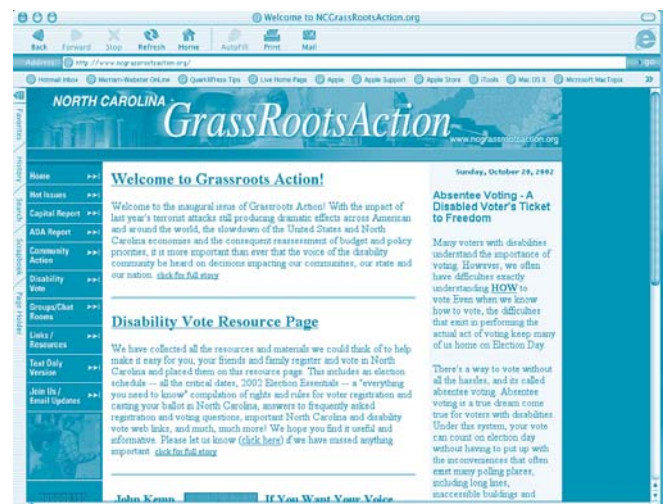 Welcome to NCGrassRootsAction.org
Back Forward Stop Refresh Home AutoFill Print Mail
Address: http://www.ncgrassrootsaction.org/ go
Hotmail Inbox Merriam-Webster OnLine QuarkXPress Tips Live Home Page Apple Apple Support Apple Store iTools Mac OS X Microsoft MacTopia
Favorites
History
Search
Scrapbook
Page Holder
NORTH CAROLINA
GrassRootsAction
www.ncgrassrootsaction.org
Home
Hot Issues
Capital Report
ADA Report
Community
Action
Disability
Vote
Groups/Chat
Rooms
Links /
Resources
Text Only
Version
Join Us /
Email Updates
Welcome to Grassroots Action!
Welcome to the inaugural issue of Grassroots Action! With the impact of
last year's terrorist attacks still producing dramatic effects across American
and around the world, the slowdown of the United States and North
Carolina economies and the consequent reassessment of budget and policy
priorities, it is more important than ever that the voice of the disability
community be heard on decisions impacting our communities, our state and
our nation. click for full story
Disability Vote Resource Page
We have collected all the resources and materials we could think of to help
make it easy for you, your friends and family register and vote in North
Carolina and placed them on this resource page. This includes an election
schedule -- all the critical dates, 2002 Election Essentials -- a "everything
you need to know" compilation of rights and rules for voter registration and
casting your ballot in North Carolina, answers to frequently asked
registration and voting questions, important North Carolina and disability
vote web links, and much, much more! We hope you find it useful and
informative. Please let us know (click here) if we have missed anything
important. click for full story
If You Want Your Voice
Sunday, October 20, 2002
Absentee Voting - A
Disabled Voter's Ticket
to Freedom
Many voters with disabilities
understand the importance of
voting. However, we often
have difficulties exactly
understanding HOW to
vote.Even when we know
how to vote, the difficulties
that exist in performing the
actual act of voting keep many
of us home on Election Day.
There's a way to vote without
all the hassles, and its called
absentee voting. Absentee
voting is a true dream come
true for voters with disabilities.
Under this system, your vote
can count on election day
without having to put up with
the inconveniences that often
exist many polling places,
including long lines,
inaccessible buildings and